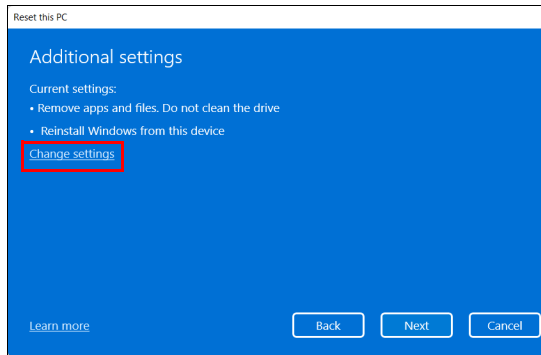 Reset this PC
Additional settings
Current settings:
• Remove apps and files. Do not clean the drive
• Reinstall Windows from this device
Change settings
Learn more
Back
Next
Cancel